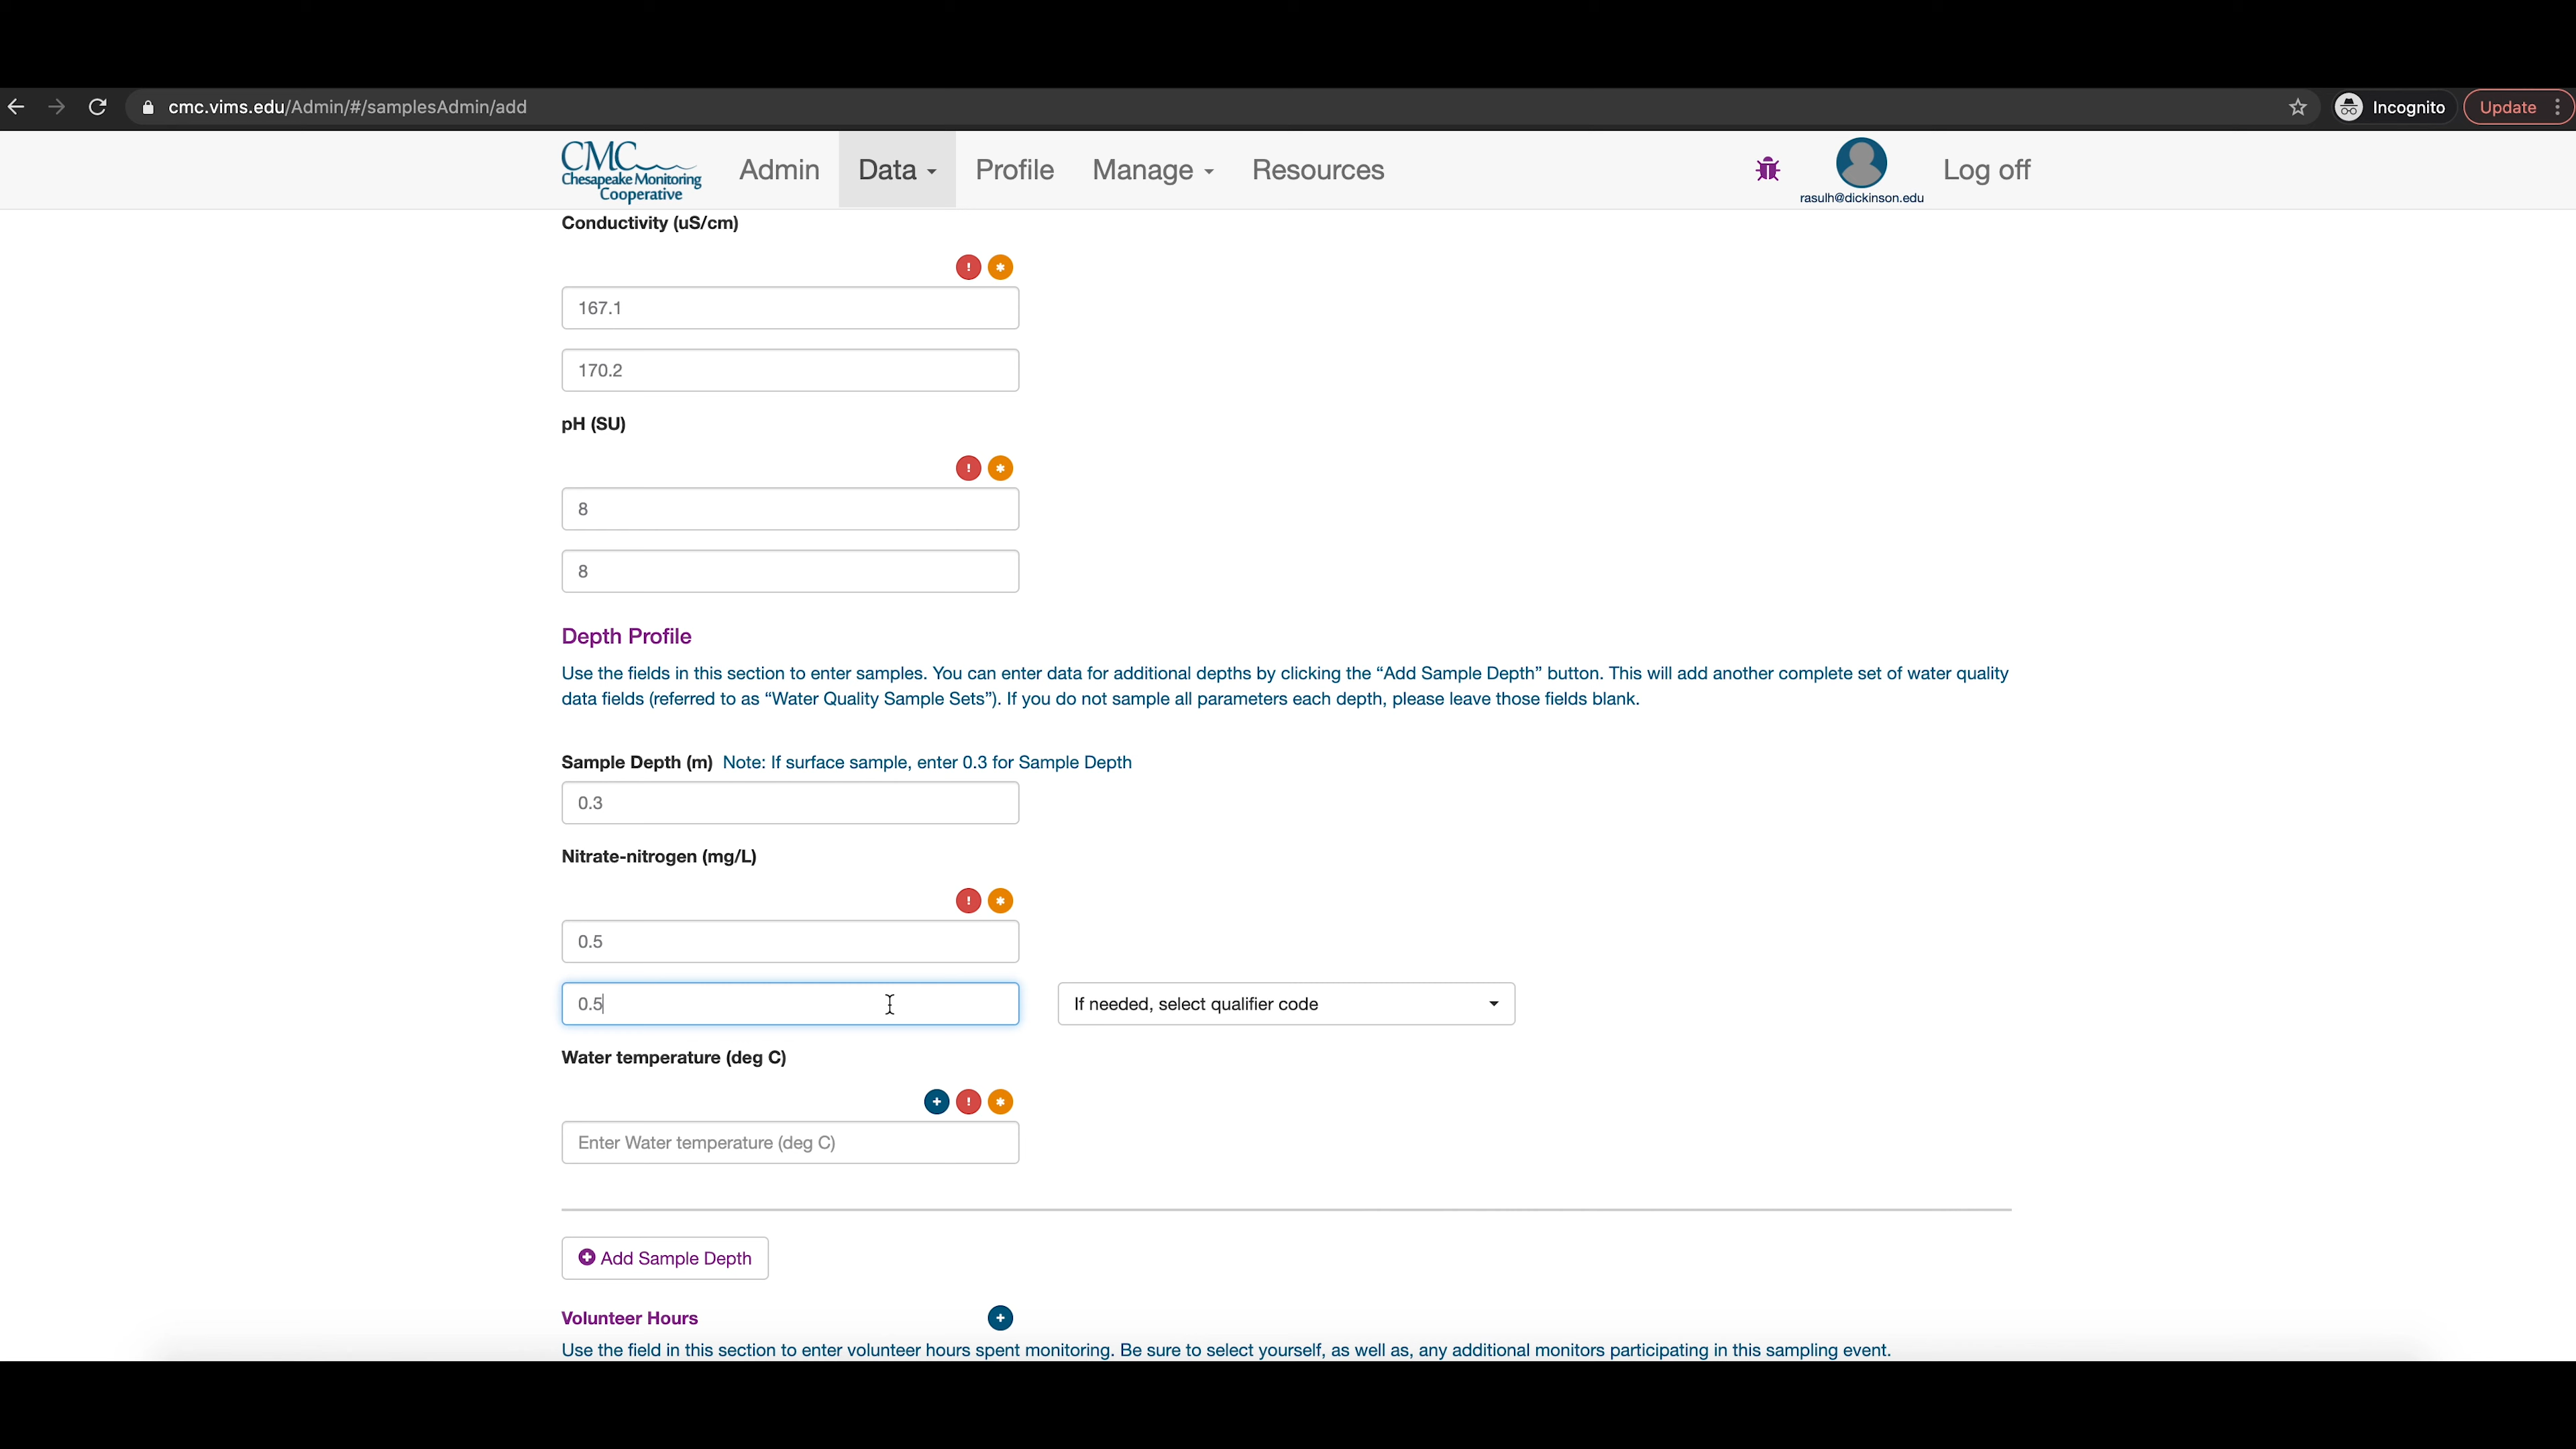 cmc.vims.edu/Admin/#/samplesAdmin/add
Incognito
Update
CMC
Chesapeake Monitoring
Cooperative
Admin
Data
Profile
Manage
Resources
rasulh@dickinson.edu
Log off
Conductivity (uS/cm)
167.1
170.2
pH (SU)
8
8
Depth Profile
Use the fields in this section to enter samples. You can enter data for additional depths by clicking the “Add Sample Depth” button. This will add another complete set of water quality
data fields (referred to as “Water Quality Sample Sets”). If you do not sample all parameters each depth, please leave those fields blank.
Sample Depth (m) Note: If surface sample, enter 0.3 for Sample Depth
0.3
Nitrate-nitrogen (mg/L)
0.5
0.5
If needed, select qualifier code
Water temperature (deg C)
Enter Water temperature (deg C)
Add Sample Depth
Volunteer Hours
Use the field in this section to enter volunteer hours spent monitoring. Be sure to select yourself, as well as, any additional monitors participating in this sampling event.